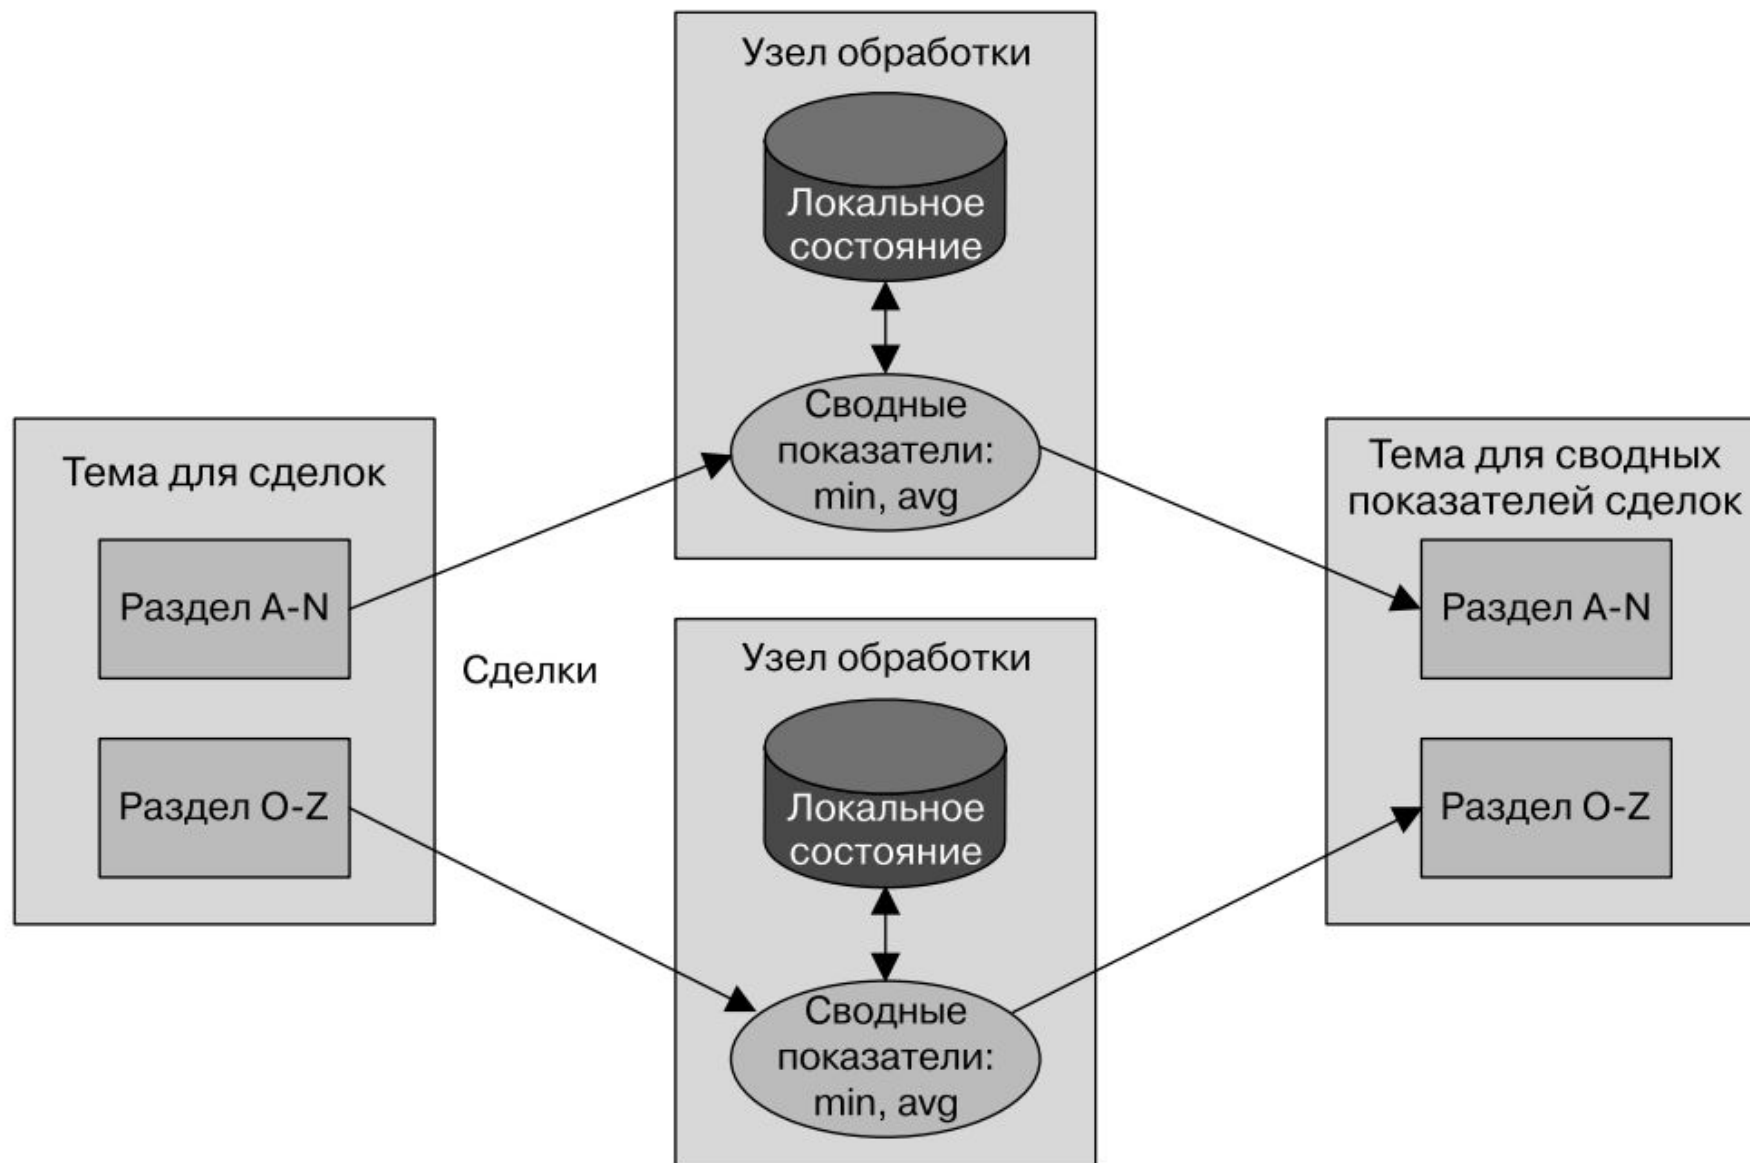 Узел обработки
Локальное
состояние
Сводные
показатели:
min, avg
Тема для сделок
Раздел A-N
Раздел O-Z
Сделки
Узел обработки
Локальное
состояние
Сводные
показатели:
min, avg
Тема для сводных
показателей сделок
Раздел A-N
Раздел O-Z